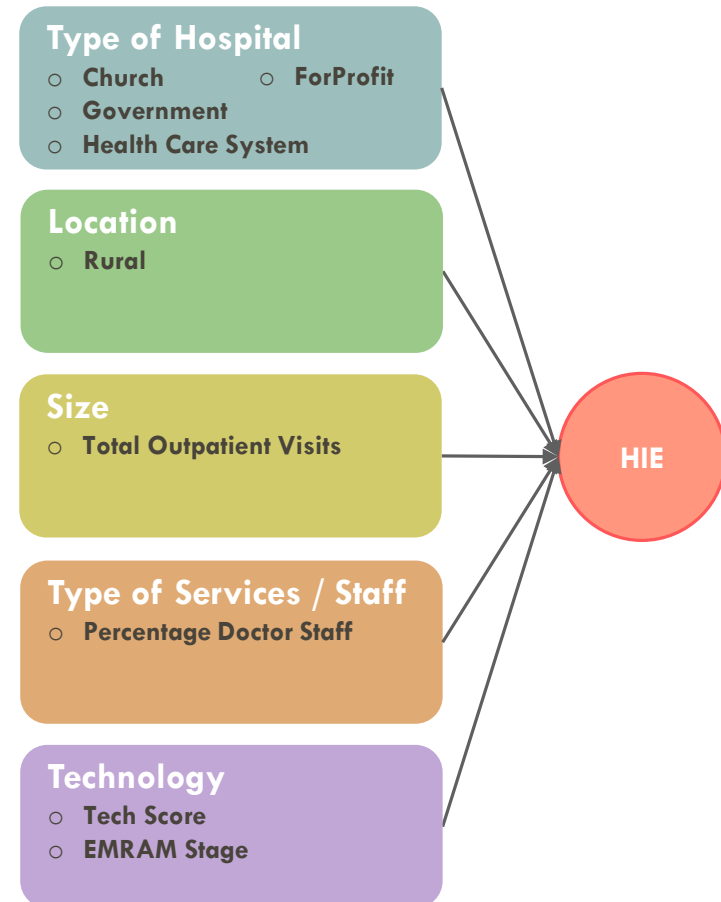 Type of Hospital
○ Church ○ ForProfit
○ Government
○ Health Care System
Location
○ Rural
Size
○ Total Outpatient Visits
HIE
Type of Services / Staff
○ Percentage Doctor Staff
Technology
○ Tech Score
○ EMRAM Stage